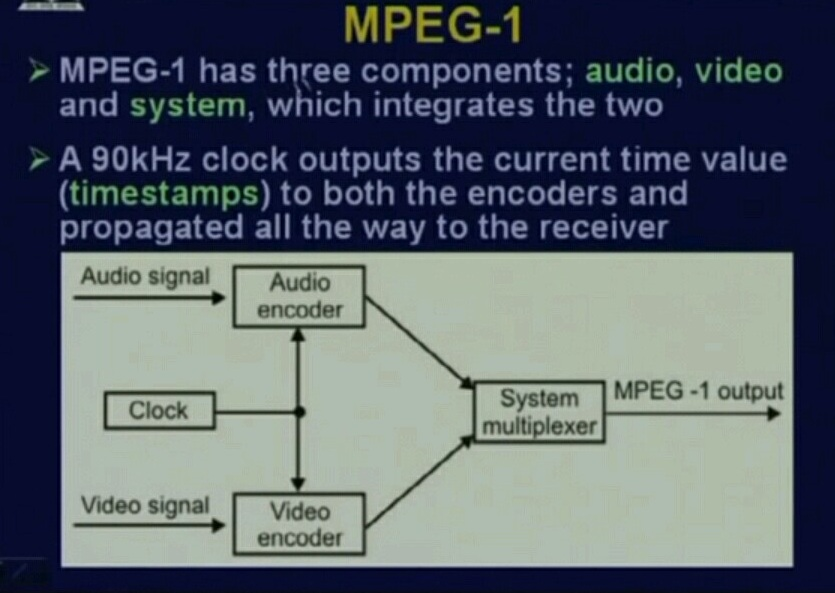 MPEG-1
MPEG-1 has three components; audio, video
and system, which integrates the two
A 90kHz clock outputs the current time value
(timestamps) to both the encoders and
propagated all the way to the receiver
Audio signal
Audio
encoder
Clock
System
multiplexer
MPEG -1 output
Video signal
Video
encoder